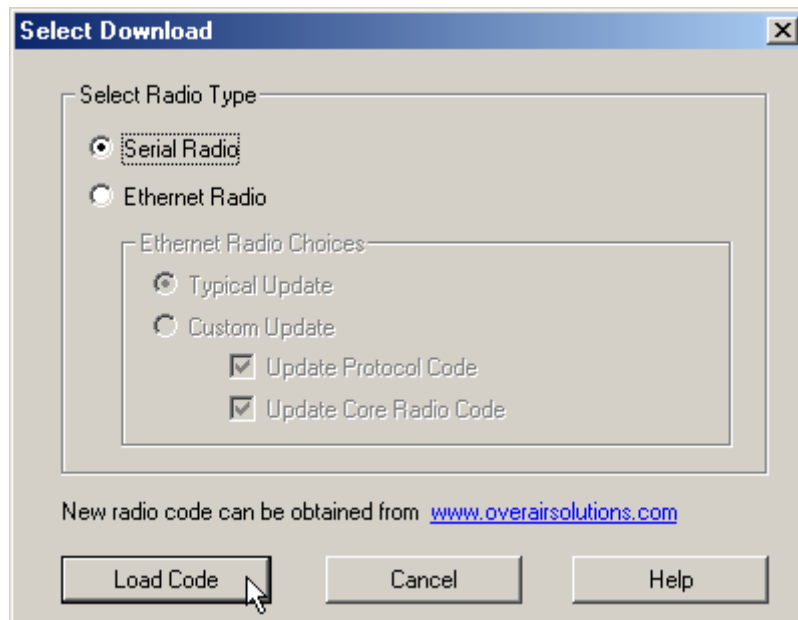 Select Download
Select Radio Type
Serial Radio
Ethernet Radio
Ethernet Radio Choices
Typical Update
Custom Update
Update Protocol Code
Update Core Radio Code
New radio code can be obtained from www.overairsolutions.com
Load Code Cancel Help